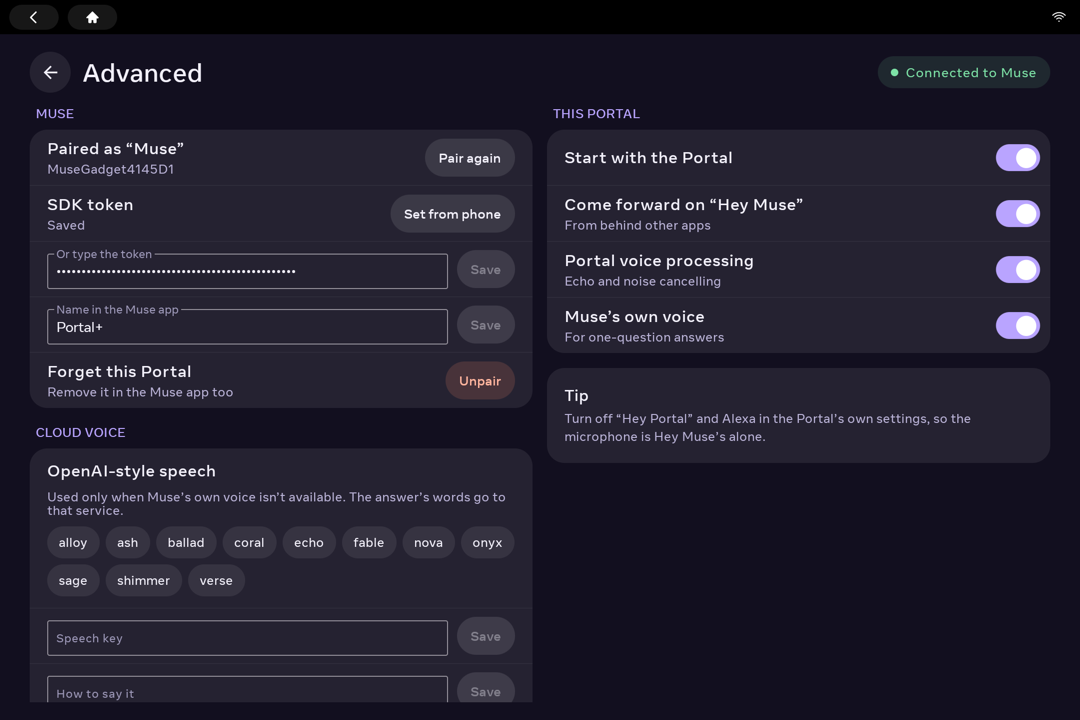 Advanced
Connected to Muse
MUSE
Paired as “Muse”
MuseGadget4145D1
Pair again
SDK token
Saved
Set from phone
Or type the token
••••••••••••••••••••••••••••••••••••••••••••••••
Save
Name in the Muse app
Portal+
Save
Forget this Portal
Remove it in the Muse app too
Unpair
CLOUD VOICE
OpenAI-style speech
Used only when Muse's own voice isn't available. The answer's words go to
that service.
alloy ash ballad coral echo fable nova onyx
sage shimmer verse
Speech key
Save
How to say it
Save
THIS PORTAL
Start with the Portal
Come forward on “Hey Muse”
From behind other apps
Portal voice processing
Echo and noise cancelling
Muse’s own voice
For one-question answers
Tip
Turn off “Hey Portal” and Alexa in the Portal’s own settings, so the
microphone is Hey Muse’s alone.